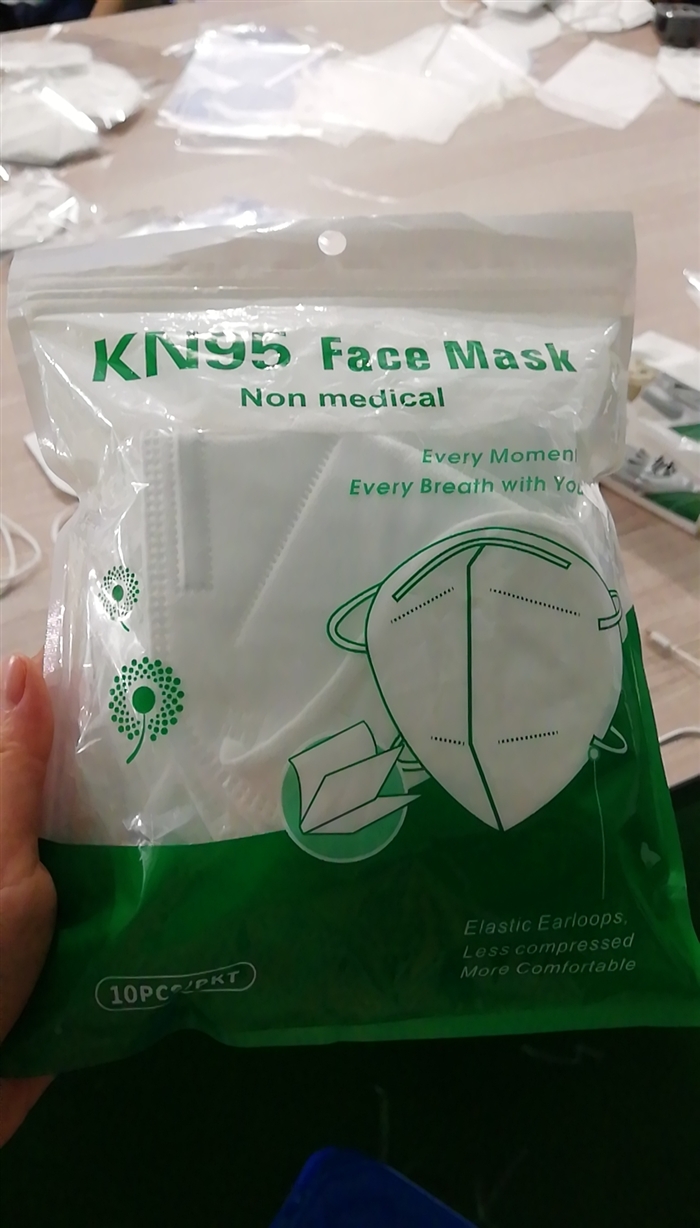 KN95 Face Mask
Non medical
Every Moment
Every Breath with You
Elastic Earloops,
Less compressed
More Comfortable
10PCS/PKT